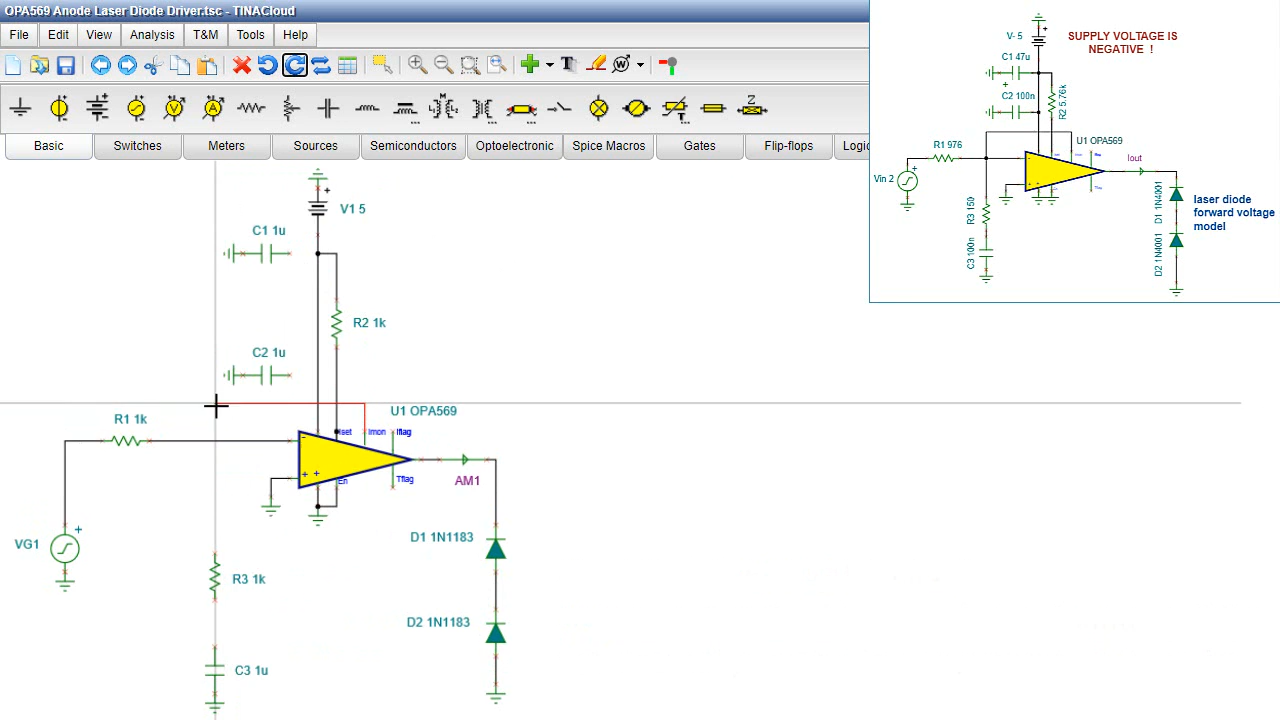 OPA569 Anode Laser Diode Driver.tsc - TINACloud
File Edit View Analysis T&M Tools Help
Basic Switches Meters Sources Semiconductors Optoelectronic Spice Macros Gates Flip-flops Logic
V1 5
C1 1u
R2 1k
C2 1u
U1 OPA569
R1 1k
Iset Imon Iflag
En Tflag
AM1
VG1
D1 1N1183
R3 1k
D2 1N1183
C3 1u
V- 5
SUPPLY VOLTAGE IS
NEGATIVE !
C1 47u
C2 100n
R2 5.76k
U1 OPA569
R1 976
Iout
Vin 2
R3 150
C3 100n
D1 1N4001
D2 1N4001
laser diode
forward voltage
model